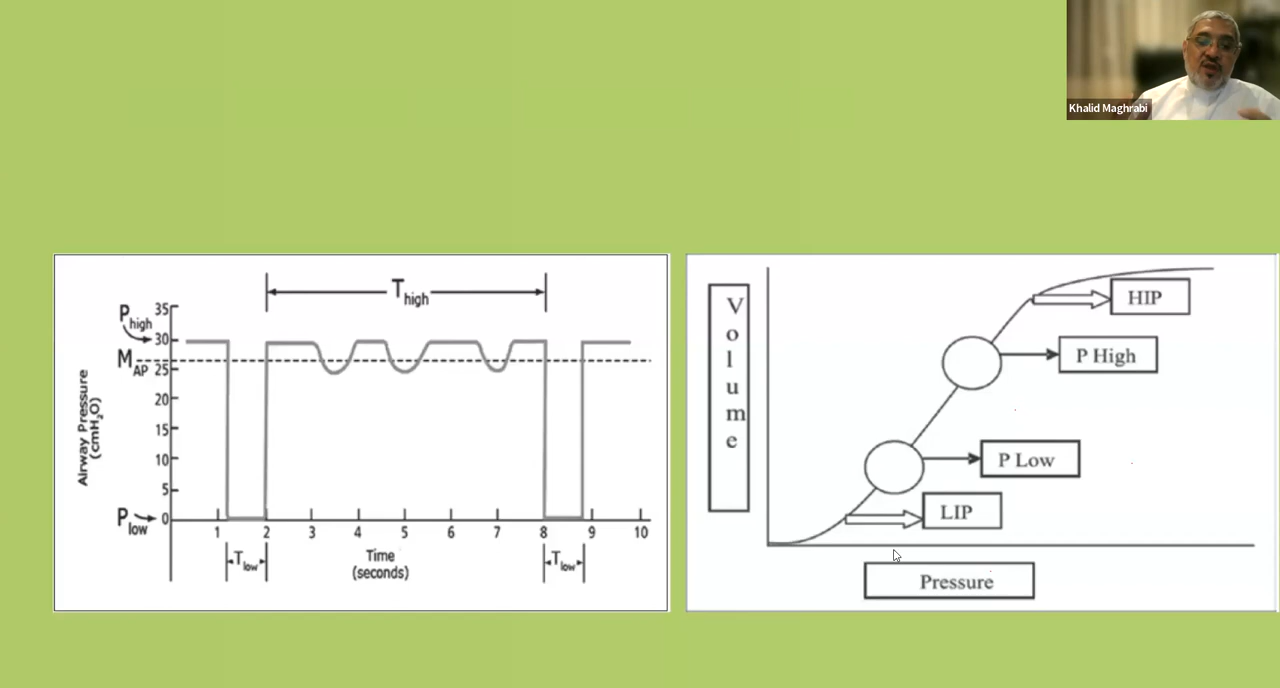 Khalid Maghrabi
T high
P high
M AP
P low
35
30
25
20
15
10
5
0
Airway Pressure
(cmH2O)
1 2 3 4 5 6 7 8 9 10
T low
T low
Time
(seconds)
Volume
HIP
P High
P Low
LIP
Pressure